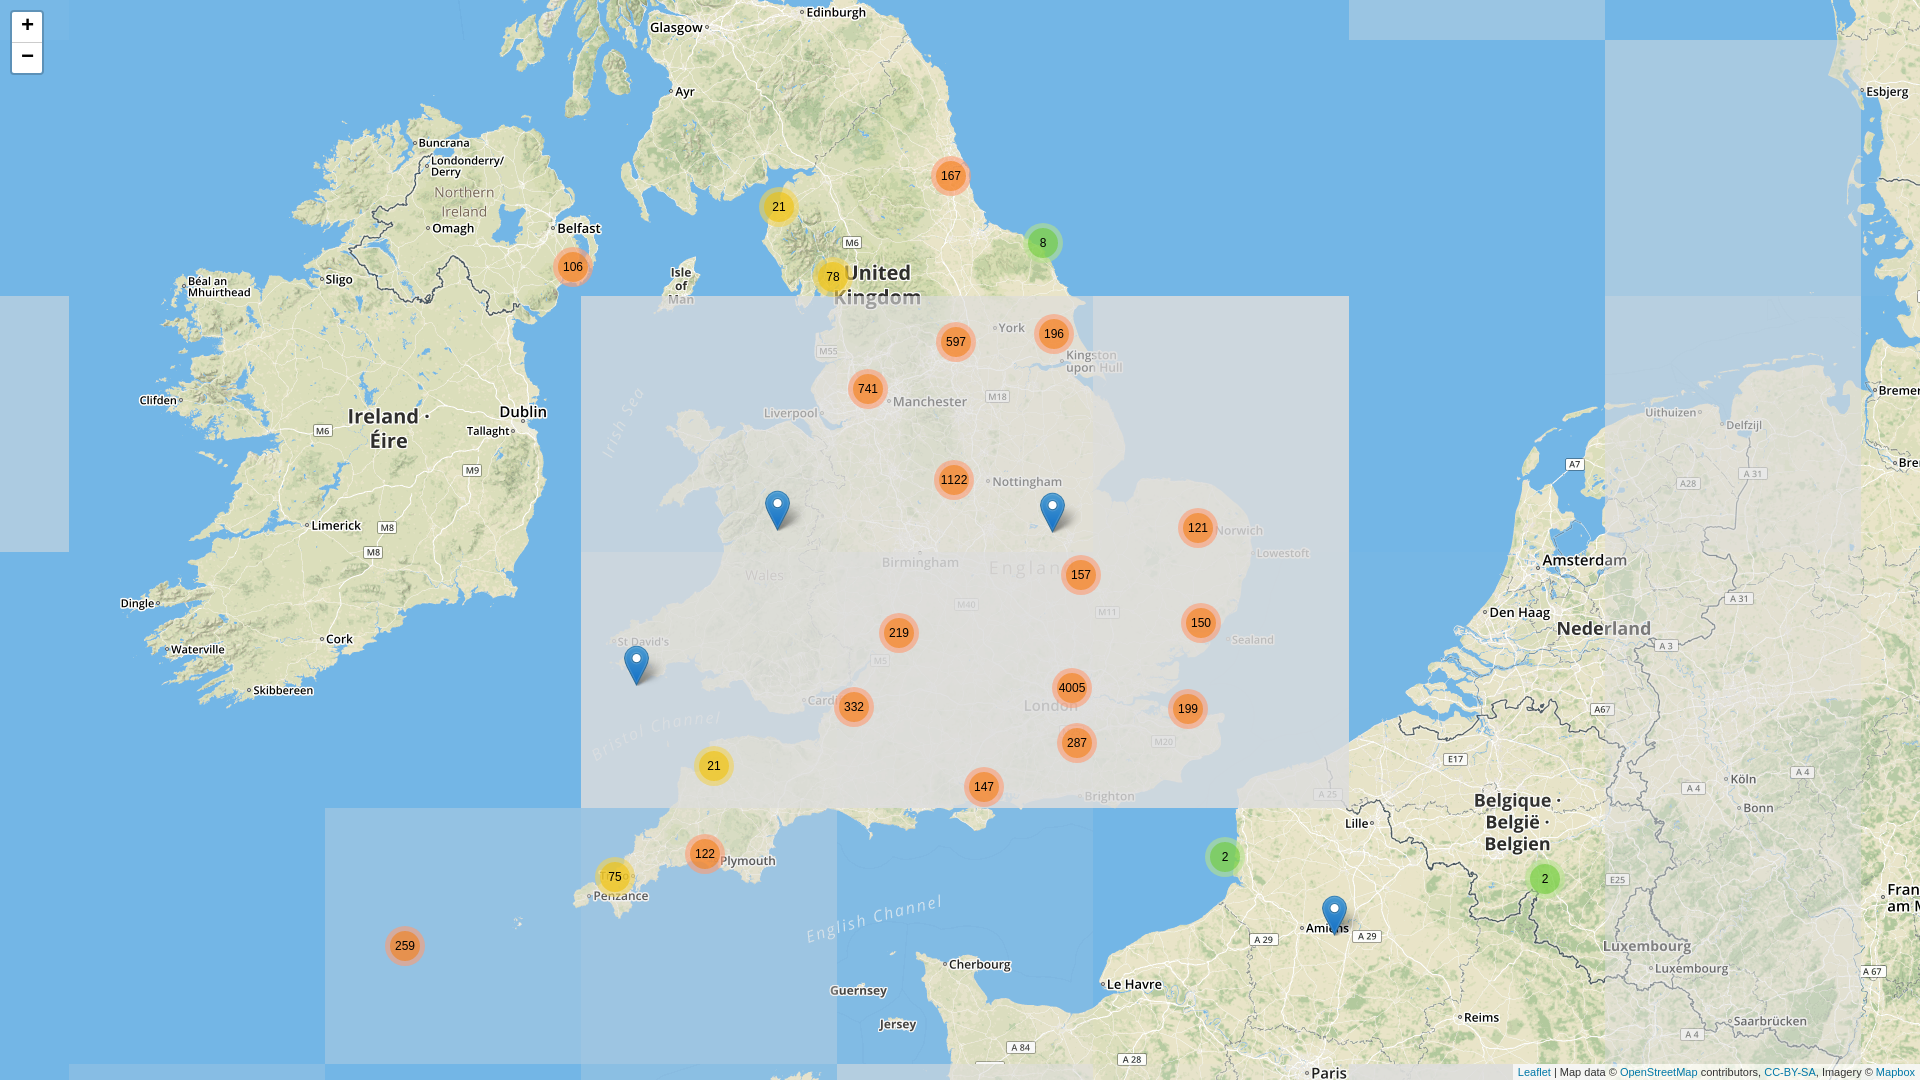 +
−
Edinburgh
Glasgow
Ayr
Esbjerg
Buncrana
Londonderry/
Derry
167
Northern
Ireland
21
Omagh
Belfast
M6
8
106
Isle
of
Man
78
United
Kingdom
Sligo
Béal an
Mhuirthead
York
196
597
M55
Kingston
upon Hull
741
Manchester
M18
Clifden
Liverpool
Irish Sea
Uithuizen
Delfzijl
Ireland ·
Éire
Dublin
Tallaght
M6
M9
A7
A 31
A28
1122
Nottingham
Limerick
M8
121
Norwich
M8
Lowestoft
Birmingham
Amsterdam
157
Wales
Dingle
M40
M11
A 31
Den Haag
150
219
Nederland
Cork
St David's
Sealand
A 3
Waterville
M5
Skibbereen
4005
332
London
199
A67
Bristol Channel
287
M20
E17
21
Köln
A 4
147
Brighton
A 25
A 4
Belgique ·
België ·
Belgien
Bonn
Lille
122
Plymouth
2
75
Penzance
2
E25
English Channel
Amiens
A 29
A 29
259
Luxembourg
Cherbourg
Luxembourg
A 67
Guernsey
Le Havre
Reims
Jersey
Saarbrücken
A 4
A 84
A 28
Paris
Leaflet | Map data © OpenStreetMap contributors, CC-BY-SA, Imagery © Mapbox